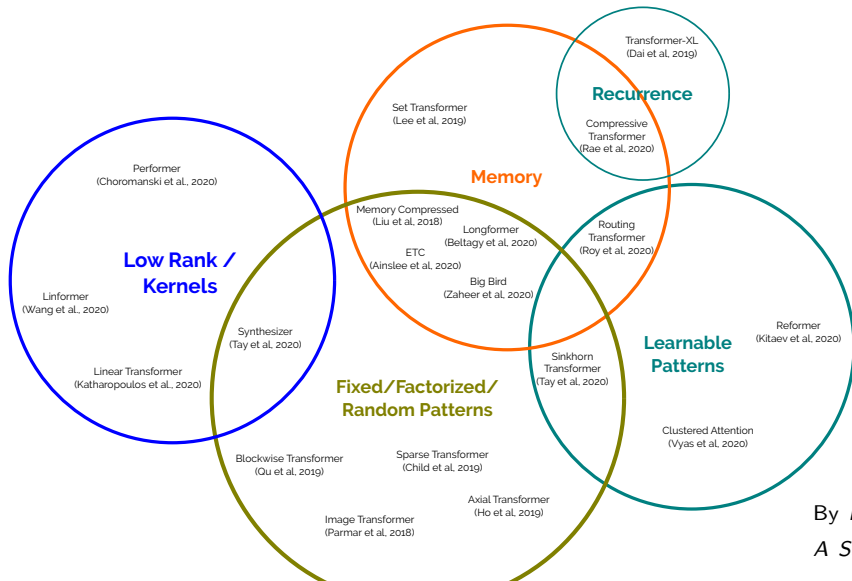 Transformer-XL
(Dai et al, 2019)
Recurrence
Set Transformer
(Lee et al, 2019)
Compressive
Transformer
(Rae et al, 2020)
Performer
(Choromanski et al., 2020)
Memory
Memory Compressed
(Liu et al, 2018)
Longformer
(Beltagy et al, 2020)
Routing
Transformer
(Roy et al, 2020)
ETC
(Ainslee et al, 2020)
Big Bird
(Zaheer et al, 2020)
Low Rank /
Kernels
Linformer
(Wang et al, 2020)
Synthesizer
(Tay et al, 2020)
Linear Transformer
(Katharopoulos et al., 2020)
Reformer
(Kitaev et al, 2020)
Learnable
Patterns
Sinkhorn
Transformer
(Tay et al, 2020)
Fixed/Factorized/
Random Patterns
Clustered Attention
(Vyas et al, 2020)
Blockwise Transformer
(Qu et al, 2019)
Sparse Transformer
(Child et al, 2019)
Axial Transformer
(Ho et al, 2019)
Image Transformer
(Parmar et al, 2018)
By
A S